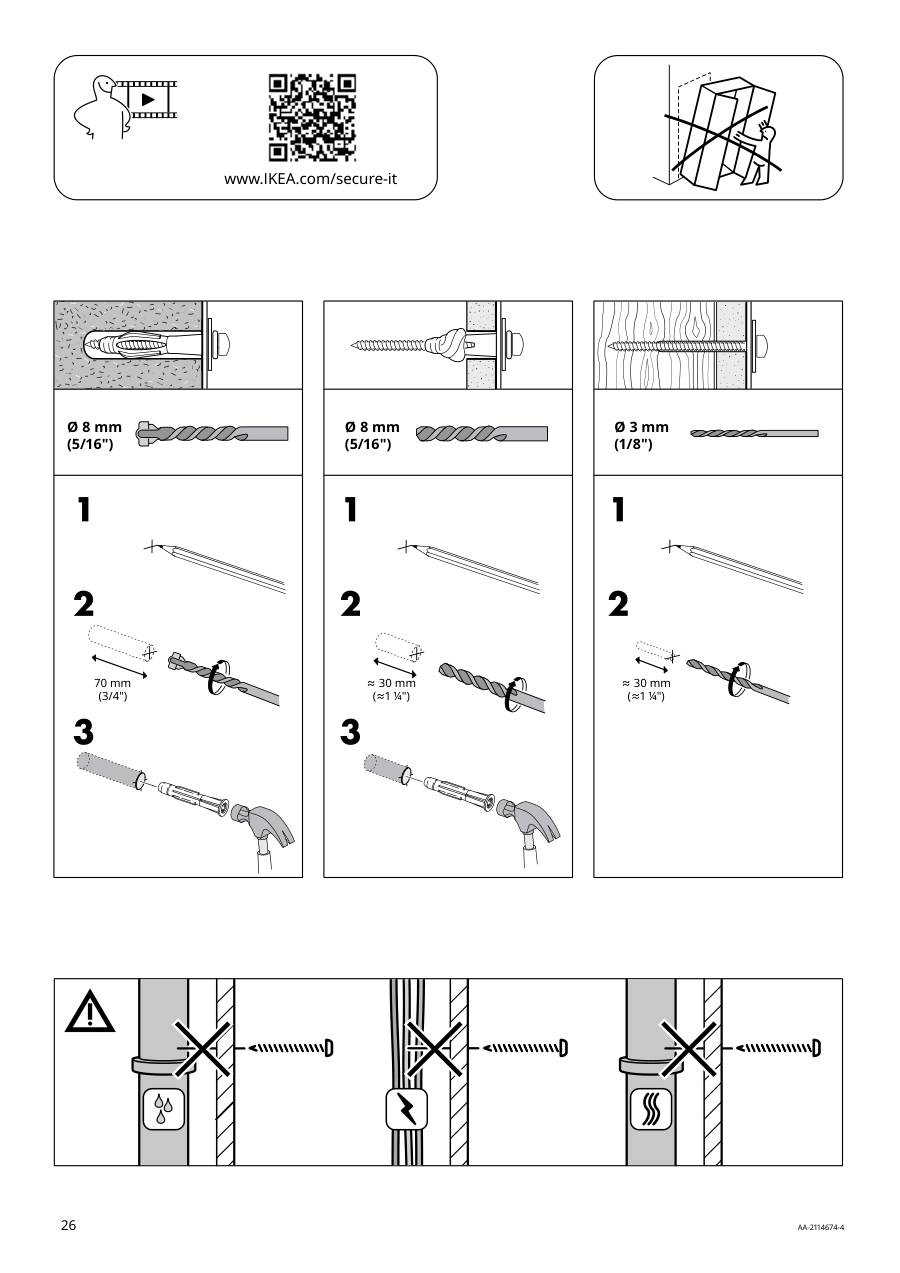 www.IKEA.com/secure-it
Ø 8 mm
(5/16")
Ø 8 mm
(5/16")
Ø 3 mm
(1/8")
1
2
70 mm
(3/4")
3
1
2
≈ 30 mm
(≈1 ¼")
3
1
2
≈ 30 mm
(≈1 ¼")
26
AA-2114674-4